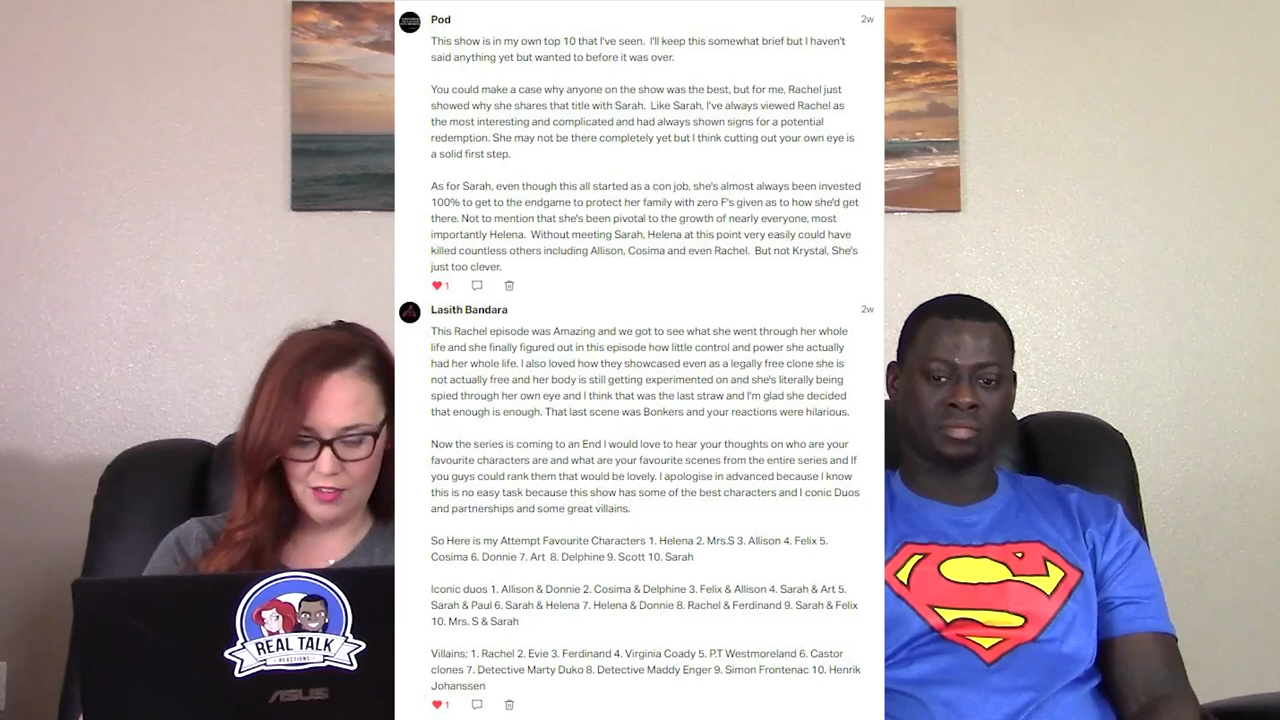 Pod
2w
This show is in my own top 10 that I've seen. I'll keep this somewhat brief but I haven't
said anything yet but wanted to before it was over.
You could make a case why anyone on the show was the best, but for me, Rachel just
showed why she shares that title with Sarah. Like Sarah, I've always viewed Rachel as
the most interesting and complicated and had always shown signs for a potential
redemption. She may not be there completely yet but I think cutting out your own eye is
a solid first step.
As for Sarah, even though this all started as a con job, she's almost always been invested
100% to get to the endgame to protect her family with zero F's given as to how she'd get
there. Not to mention that she's been pivotal to the growth of nearly everyone, most
importantly Helena. Without meeting Sarah, Helena at this point very easily could have
killed countless others including Allison, Cosima and even Rachel. But not Krystal, She's
just too clever.
1
Lasith Bandara
2w
This Rachel episode was Amazing and we got to see what she went through her whole
life and she finally figured out in this episode how little control and power she actually
had her whole life. I also loved how they showcased even as a legally free clone she is
not actually free and her body is still getting experimented on and she's literally being
spied through her own eye and I think that was the last straw and I'm glad she decided
that enough is enough. That last scene was Bonkers and your reactions were hilarious.
Now the series is coming to an End I would love to hear your thoughts on who are your
favourite characters are and what are your favourite scenes from the entire series and If
you guys could rank them that would be lovely. I apologise in advanced because I know
this is no easy task because this show has some of the best characters and I conic Duos
and partnerships and some great villains.
So Here is my Attempt Favourite Characters 1. Helena 2. Mrs.S 3. Allison 4. Felix 5.
Cosima 6. Donnie 7. Art 8. Delphine 9. Scott 10. Sarah
Iconic duos 1. Allison & Donnie 2. Cosima & Delphine 3. Felix & Allison 4. Sarah & Art 5.
Sarah & Paul 6. Sarah & Helena 7. Helena & Donnie 8. Rachel & Ferdinand 9. Sarah & Felix
10. Mrs. S & Sarah
Villains; 1. Rachel 2. Evie 3. Ferdinand 4. Virginia Coady 5. P.T Westmoreland 6. Castor
clones 7. Detective Marty Duko 8. Detective Maddy Enger 9. Simon Frontenac 10. Henrik
Johanssen
1
REAL TALK
REACTIONS
ASUS